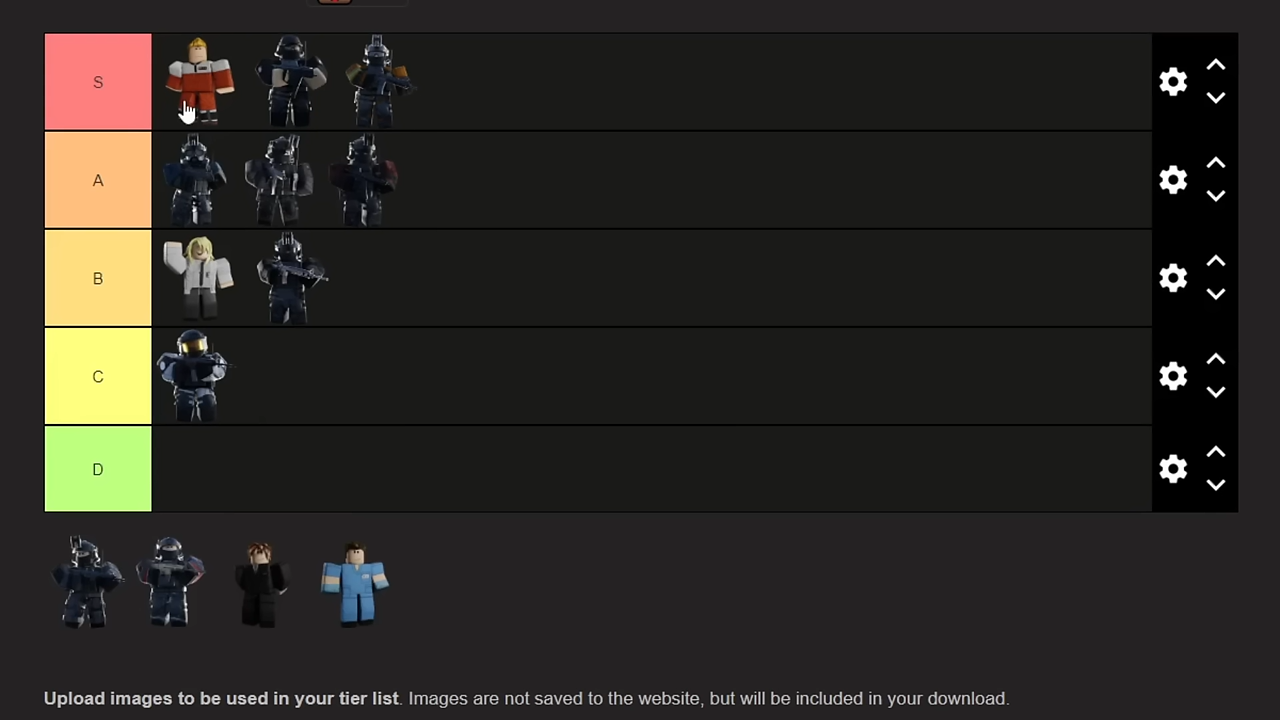 S
A
B
C
D
Upload images to be used in your tier list. Images are not saved to the website, but will be included in your download.